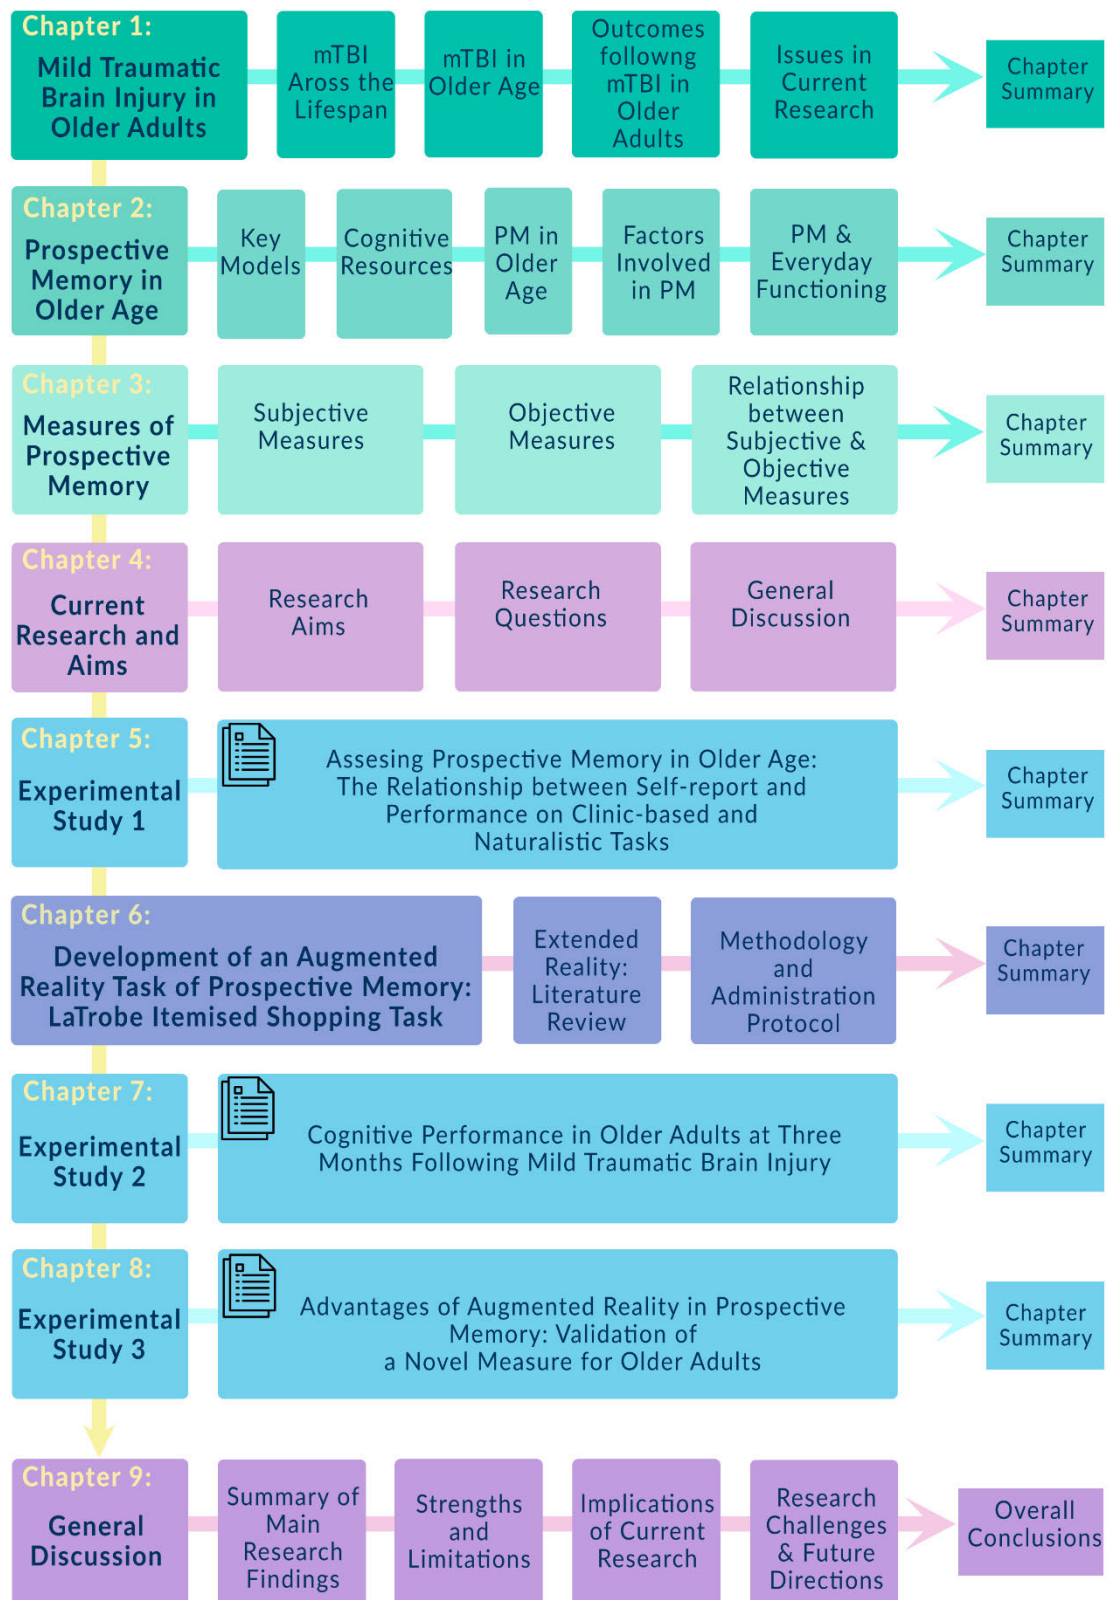 Chapter 1:
Mild Traumatic
Brain Injury in
Older Adults
mTBI
Aross the
Lifespan
mTBI in
Older Age
Outcomes
followng
mTBI in
Older
Adults
Issues in
Current
Research
Chapter
Summary
Chapter 2:
Prospective
Memory in
Older Age
Key
Models
Cognitive
Resources
PM in
Older
Age
Factors
Involved
in PM
PM &
Everyday
Functioning
Chapter
Summary
Chapter 3:
Measures of
Prospective
Memory
Subjective
Measures
Objective
Measures
Relationship
between
Subjective &
Objective
Measures
Chapter
Summary
Chapter 4:
Current
Research and
Aims
Research
Aims
Research
Questions
General
Discussion
Chapter
Summary
Chapter 5:
Experimental
Study 1
Assesing Prospective Memory in Older Age:
The Relationship between Self-report and
Performance on Clinic-based and
Naturalistic Tasks
Chapter
Summary
Chapter 6:
Development of an Augmented
Reality Task of Prospective Memory:
LaTrobe Itemised Shopping Task
Extended
Reality:
Literature
Review
Methodology
and
Administration
Protocol
Chapter
Summary
Chapter 7:
Experimental
Study 2
Cognitive Performance in Older Adults at Three
Months Following Mild Traumatic Brain Injury
Chapter
Summary
Chapter 8:
Experimental
Study 3
Advantages of Augmented Reality in Prospective
Memory: Validation of
a Novel Measure for Older Adults
Chapter
Summary
Chapter 9:
General
Discussion
Summary of
Main
Research
Findings
Strengths
and
Limitations
Implications
of Current
Research
Research
Challenges
& Future
Directions
Overall
Conclusions